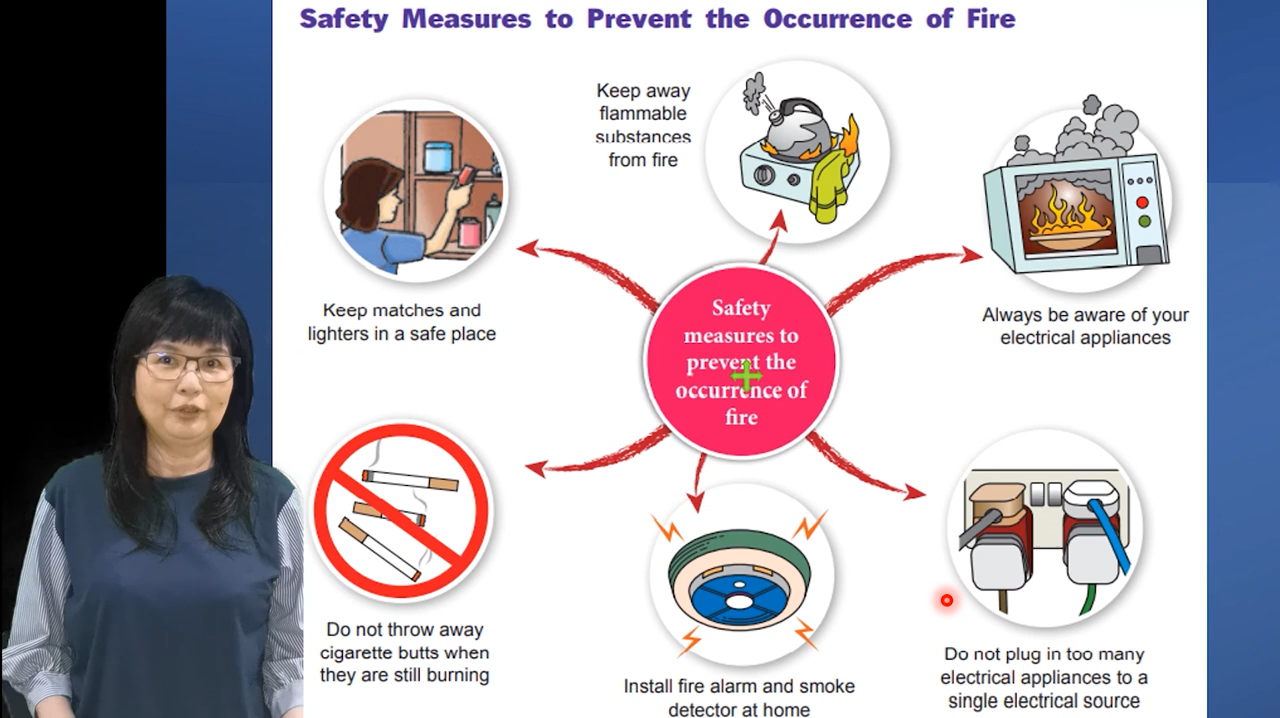 Safety Measures to Prevent the Occurrence of Fire
Keep away
flammable
substances
from fire
Keep matches and
lighters in a safe place
Always be aware of your
electrical appliances
Safety
measures to
prevent the
occurrence of
fire
Do not throw away
cigarette butts when
they are still burning
Install fire alarm and smoke
detector at home
Do not plug in too many
electrical appliances to a
single electrical source